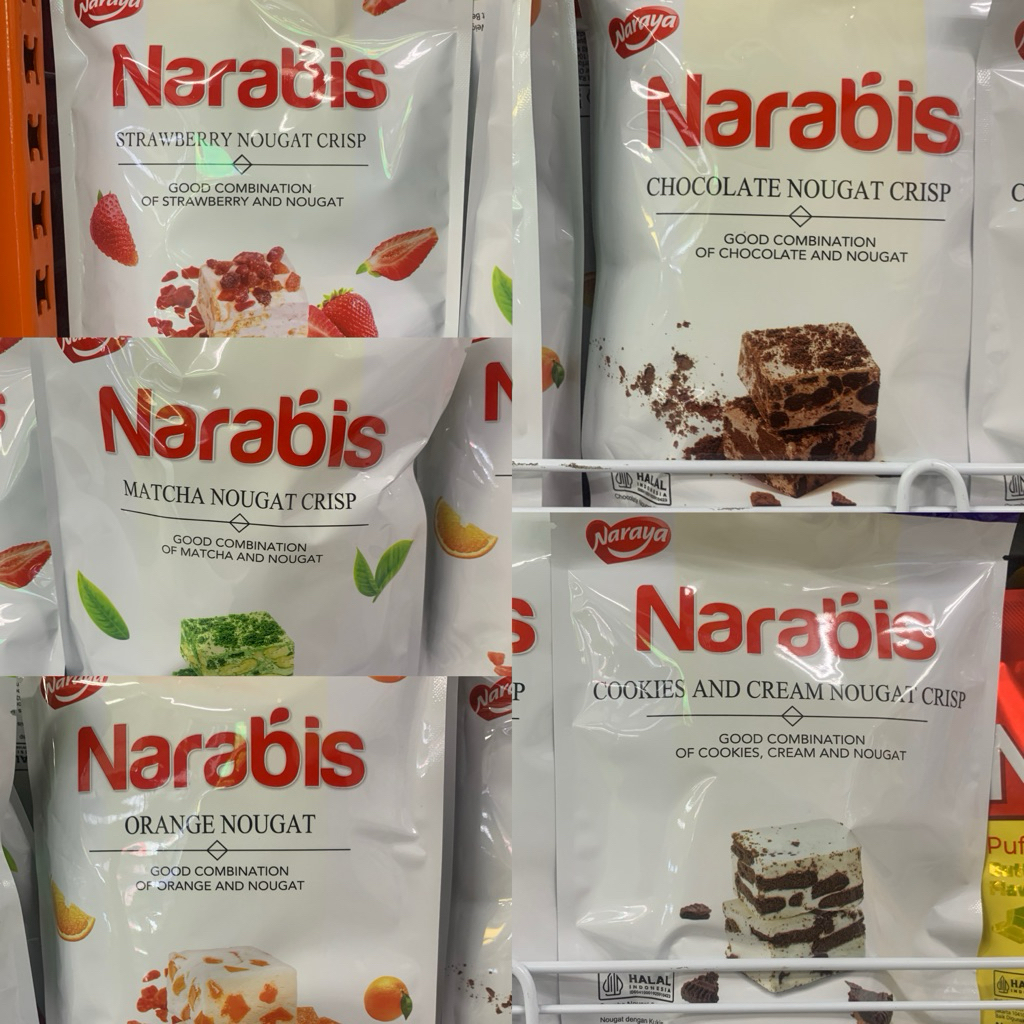 Naraya
Narabis
STRAWBERRY NOUGAT CRISP
GOOD COMBINATION
OF STRAWBERRY AND NOUGAT
Naraya
Narabis
CHOCOLATE NOUGAT CRISP
GOOD COMBINATION
OF CHOCOLATE AND NOUGAT
HALAL
INDONESIA
Narabis
MATCHA NOUGAT CRISP
GOOD COMBINATION
OF MATCHA AND NOUGAT
N
Naraya
Narabis
ORANGE NOUGAT
GOOD COMBINATION
OF ORANGE AND NOUGAT
Naraya
Narabis
COOKIES AND CREAM NOUGAT CRISP
GOOD COMBINATION
OF COOKIES, CREAM AND NOUGAT
HALAL
INDONESIA
Puf